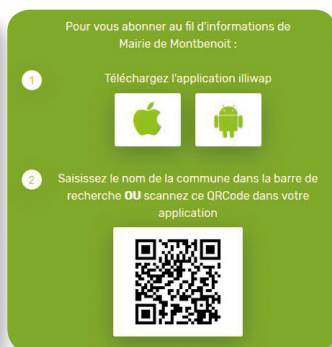 Pour vous abonner au fil d'informations de
Mairie de Montbenoit :
1
Téléchargez l'application illiwap
2
Saisissez le nom de la commune dans la barre de
recherche OU scannez ce QRCode dans votre
application